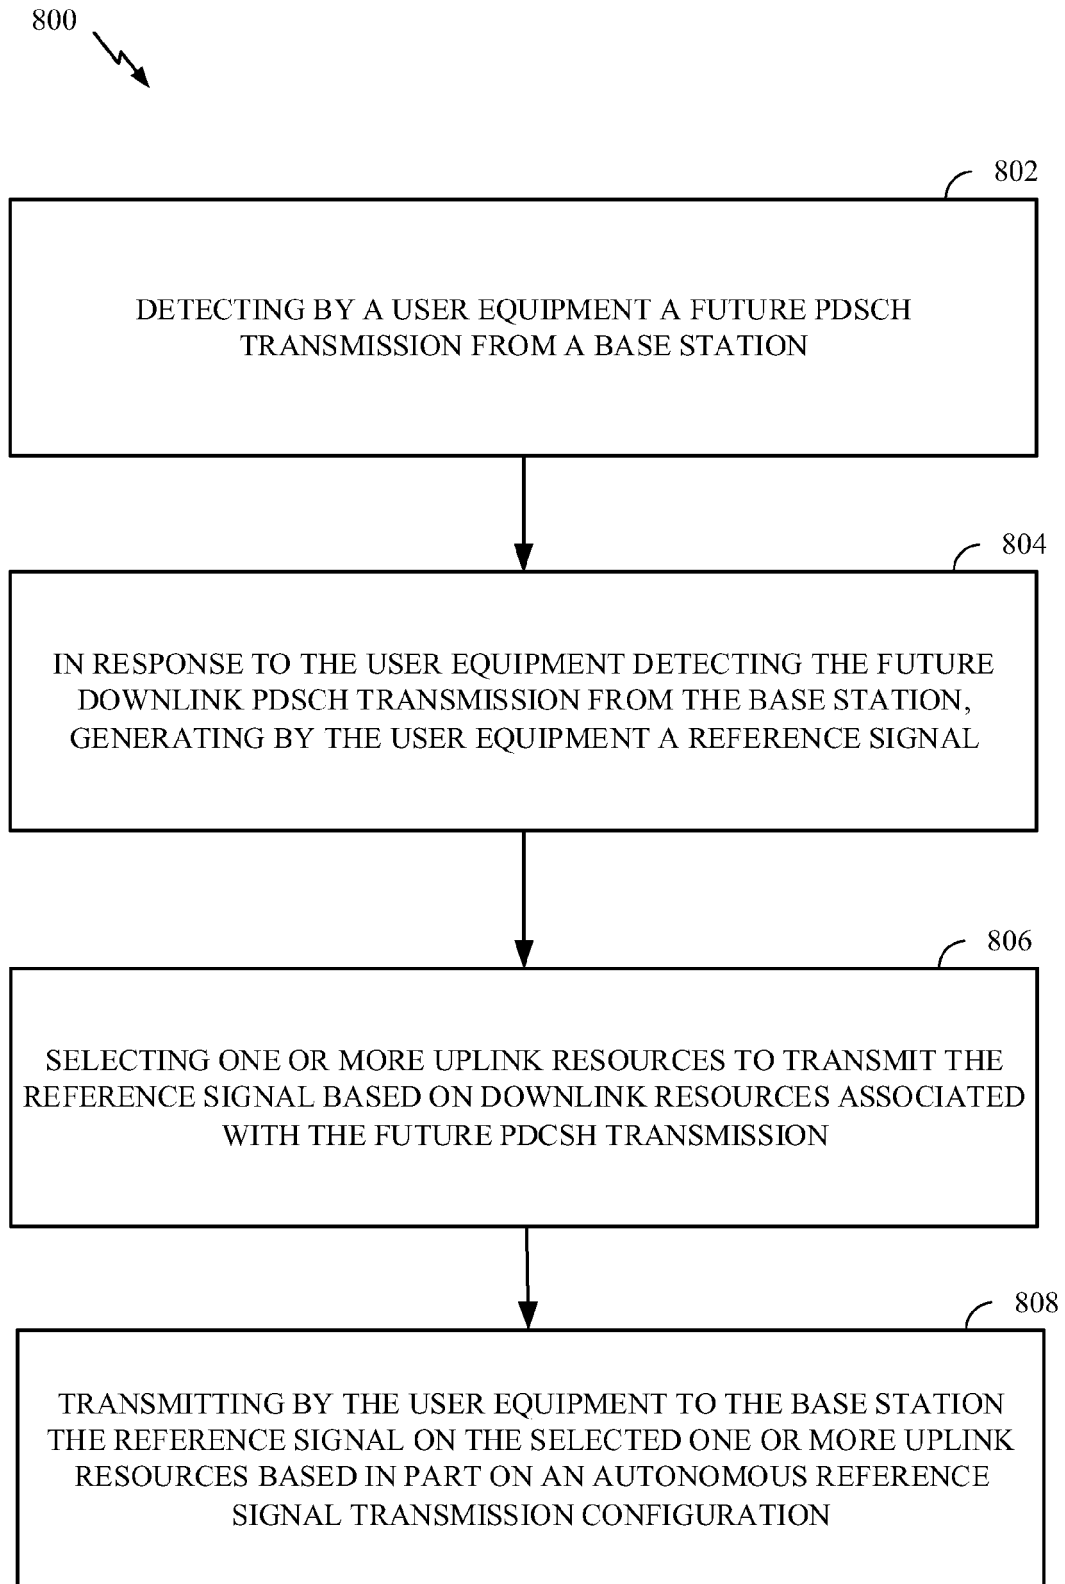 800
802
DETECTING BY A USER EQUIPMENT A FUTURE PDSCH
TRANSMISSION FROM A BASE STATION
804
IN RESPONSE TO THE USER EQUIPMENT DETECTING THE FUTURE
DOWNLINK PDSCH TRANSMISSION FROM THE BASE STATION,
GENERATING BY THE USER EQUIPMENT A REFERENCE SIGNAL
806
SELECTING ONE OR MORE UPLINK RESOURCES TO TRANSMIT THE
REFERENCE SIGNAL BASED ON DOWNLINK RESOURCES ASSOCIATED
WITH THE FUTURE PDCSH TRANSMISSION
808
TRANSMITTING BY THE USER EQUIPMENT TO THE BASE STATION
THE REFERENCE SIGNAL ON THE SELECTED ONE OR MORE UPLINK
RESOURCES BASED IN PART ON AN AUTONOMOUS REFERENCE
SIGNAL TRANSMISSION CONFIGURATION